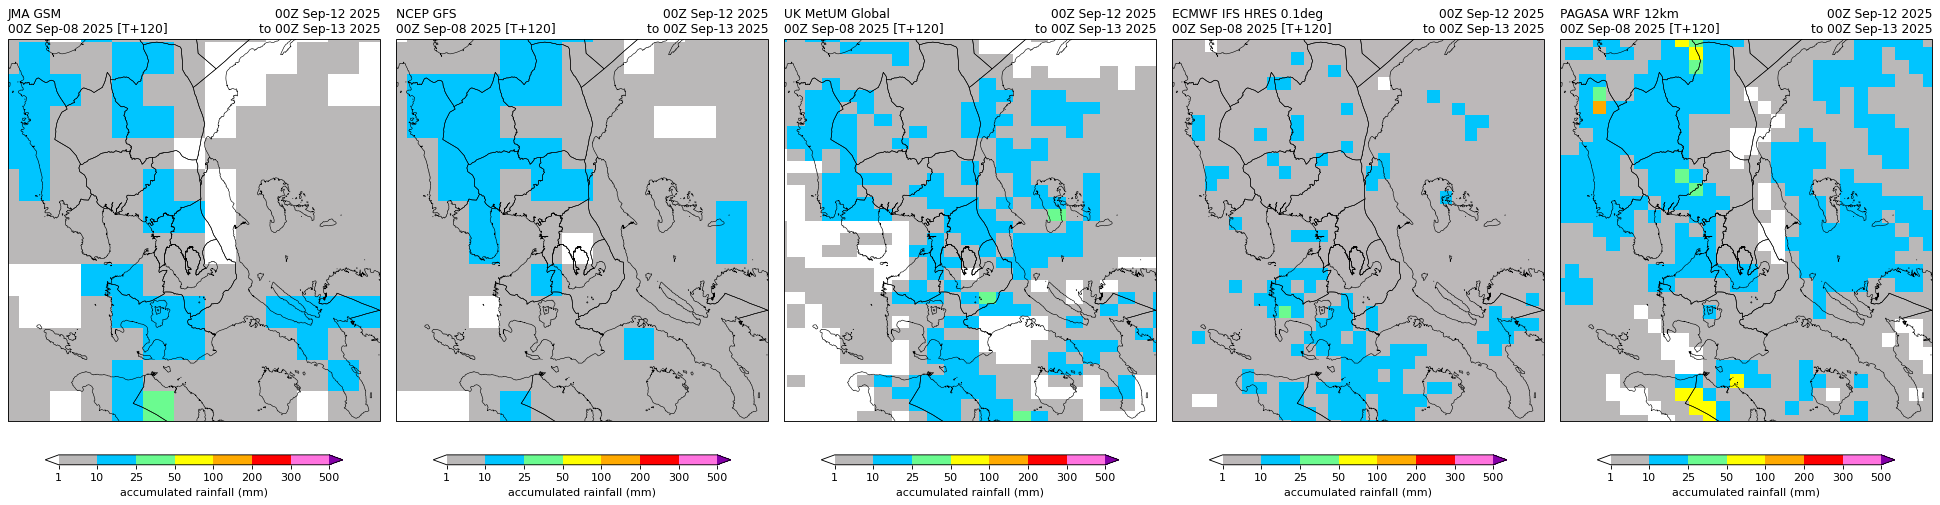 JMA GSM 00Z Sep-12 2025
00Z Sep-08 2025 [T+120] to 00Z Sep-13 2025
NCEP GFS 00Z Sep-12 2025
00Z Sep-08 2025 [T+120] to 00Z Sep-13 2025
UK MetUM Global 00Z Sep-12 2025
00Z Sep-08 2025 [T+120] to 00Z Sep-13 2025
ECMWF IFS HRES 0.1deg 00Z Sep-12 2025
00Z Sep-08 2025 [T+120] to 00Z Sep-13 2025
PAGASA WRF 12km 00Z Sep-12 2025
00Z Sep-08 2025 [T+120] to 00Z Sep-13 2025
1 10 25 50 100 200 300 500
accumulated rainfall (mm)
1 10 25 50 100 200 300 500
accumulated rainfall (mm)
1 10 25 50 100 200 300 500
accumulated rainfall (mm)
1 10 25 50 100 200 300 500
accumulated rainfall (mm)
1 10 25 50 100 200 300 500
accumulated rainfall (mm)